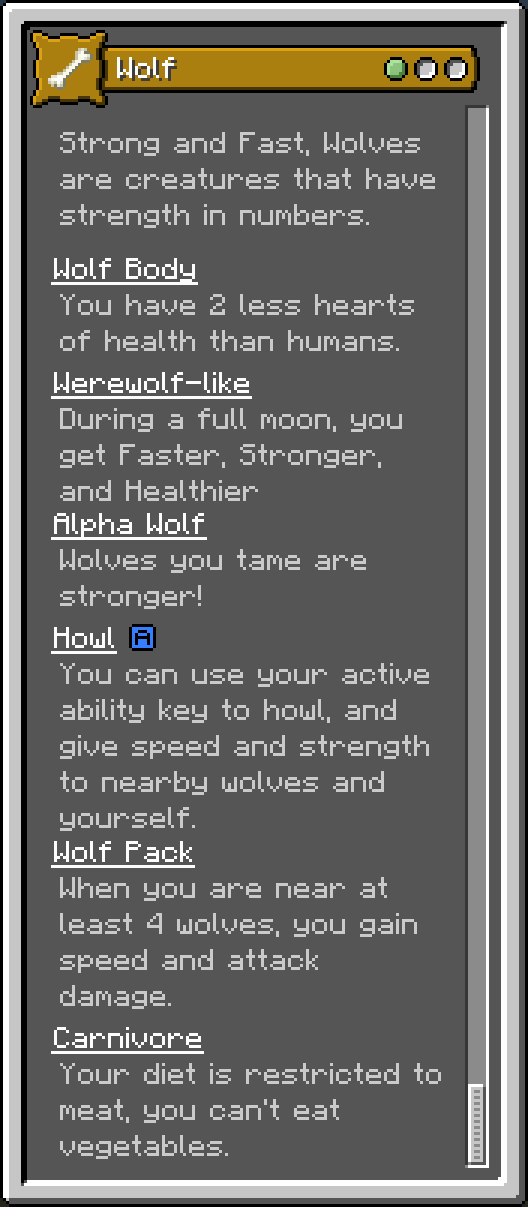 Wolf
Strong and Fast, Wolves
are creatures that have
strength in numbers.
Wolf Body
You have 2 less hearts
of health than humans.
Werewolf-like
During a full moon, you
get Faster, Stronger,
and Healthier
Alpha Wolf
Wolves you tame are
stronger!
Howl A
You can use your active
ability key to howl, and
give speed and strength
to nearby wolves and
yourself.
Wolf Pack
When you are near at
least 4 wolves, you gain
speed and attack
damage.
Carnivore
Your diet is restricted to
meat, you can't eat
vegetables.